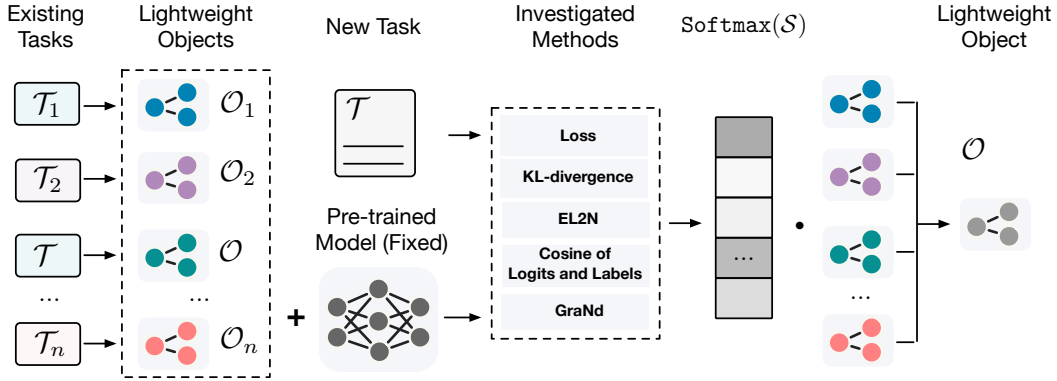 Existing
Tasks
Lightweight
Objects
New Task
Investigated
Methods
Softmax(𝒮)
Lightweight
Object
𝒯₁
𝒪₁
𝒯₂
𝒪₂
𝒯
𝒪
...
...
𝒯ₙ
𝒪ₙ
𝒯
Pre-trained
Model (Fixed)
+
Loss
KL-divergence
EL2N
Cosine of
Logits and Labels
GraNd
...
·
...
𝒪